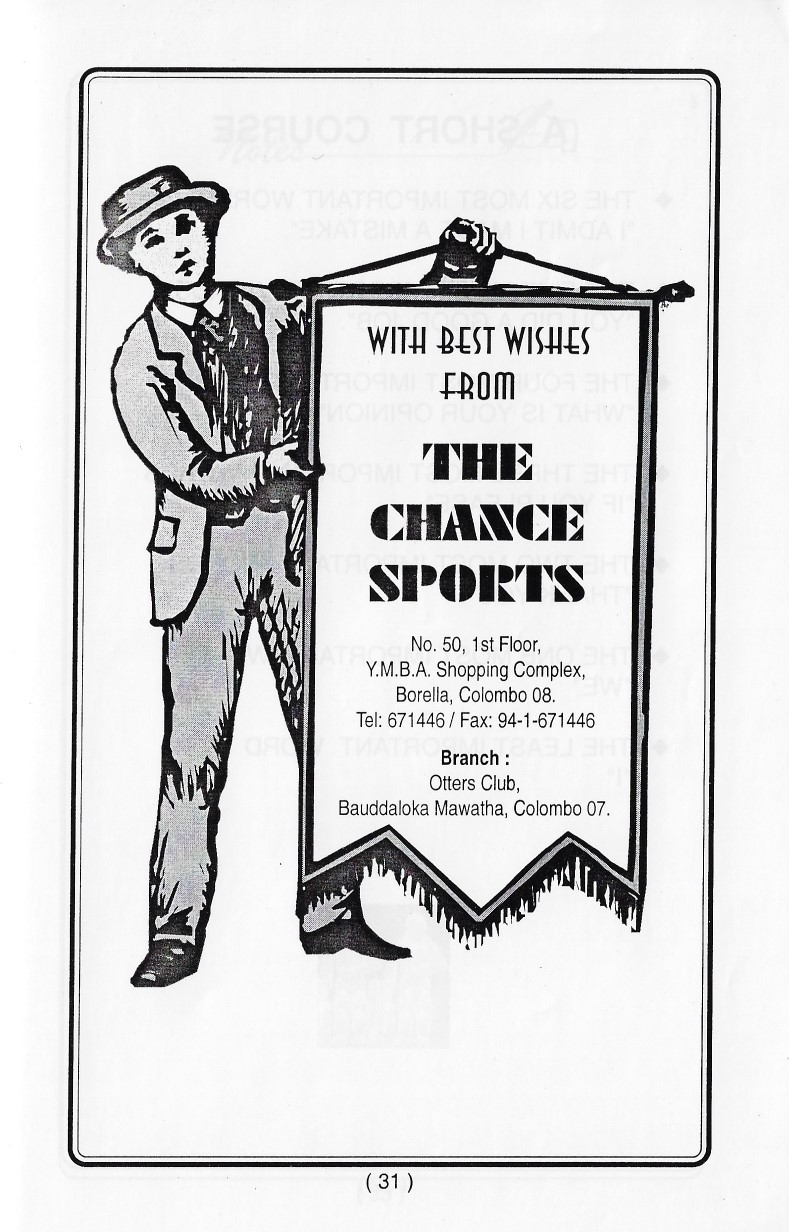 WITH BEST WISHES
FROM
THE
CHANCE
SPORTS
No. 50, 1st Floor,
Y.M.B.A. Shopping Complex,
Borella, Colombo 08.
Tel: 671446 / Fax: 94-1-671446
Branch :
Otters Club,
Bauddaloka Mawatha, Colombo 07.
( 31 )